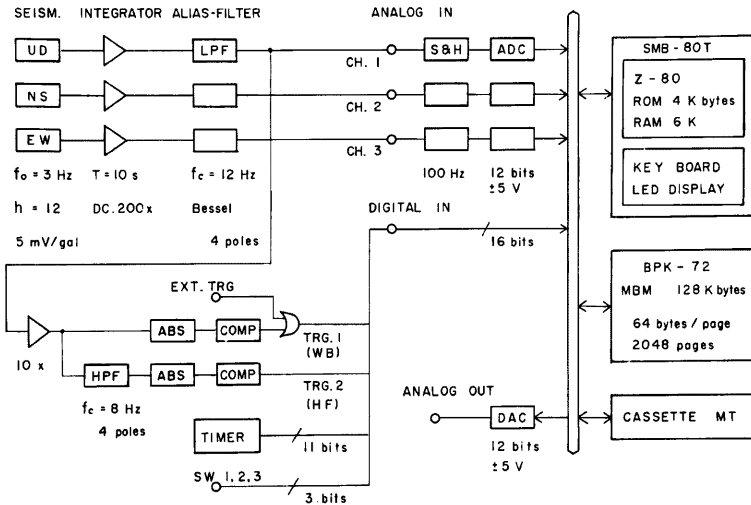 SEISM. INTEGRATOR ALIAS-FILTER
ANALOG IN
UD
LPF
CH. 1
S&H
ADC
NS
CH. 2
EW
CH. 3
fo = 3 Hz T = 10 s fc = 12 Hz
100 Hz
12 bits
±5 V
h = 12 DC. 200 x Bessel
5 mV/gal 4 poles
DIGITAL IN
16 bits
SMB-80T
Z-80
ROM 4 K bytes
RAM 6 K
KEY BOARD
LED DISPLAY
BPK-72
MBM 128 K bytes
64 bytes / page
2048 pages
EXT. TRG
10 x
ABS
COMP
TRG. 1
(WB)
HPF
ABS
COMP
TRG. 2
(HF)
fc = 8 Hz
4 poles
TIMER
11 bits
SW 1, 2, 3
3. bits
ANALOG OUT
DAC
12 bits
±5 V
CASSETTE MT